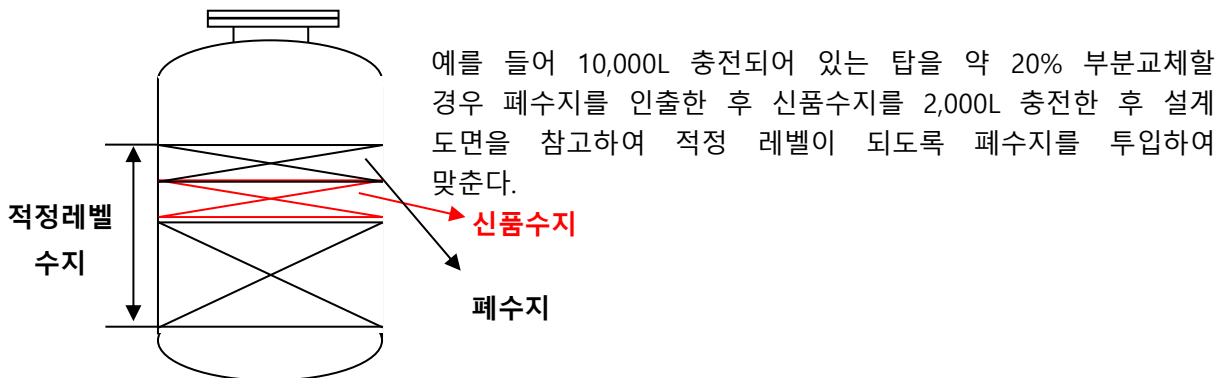 예를 들어 10,000L 충전되어 있는 탑을 약 20% 부분교체할
경우 폐수지를 인출한 후 신품수지를 2,000L 충전한 후 설계
도면을 참고하여 적정 레벨이 되도록 폐수지를 투입하여
맞춘다.
적정레벨
수지
신품수지
폐수지